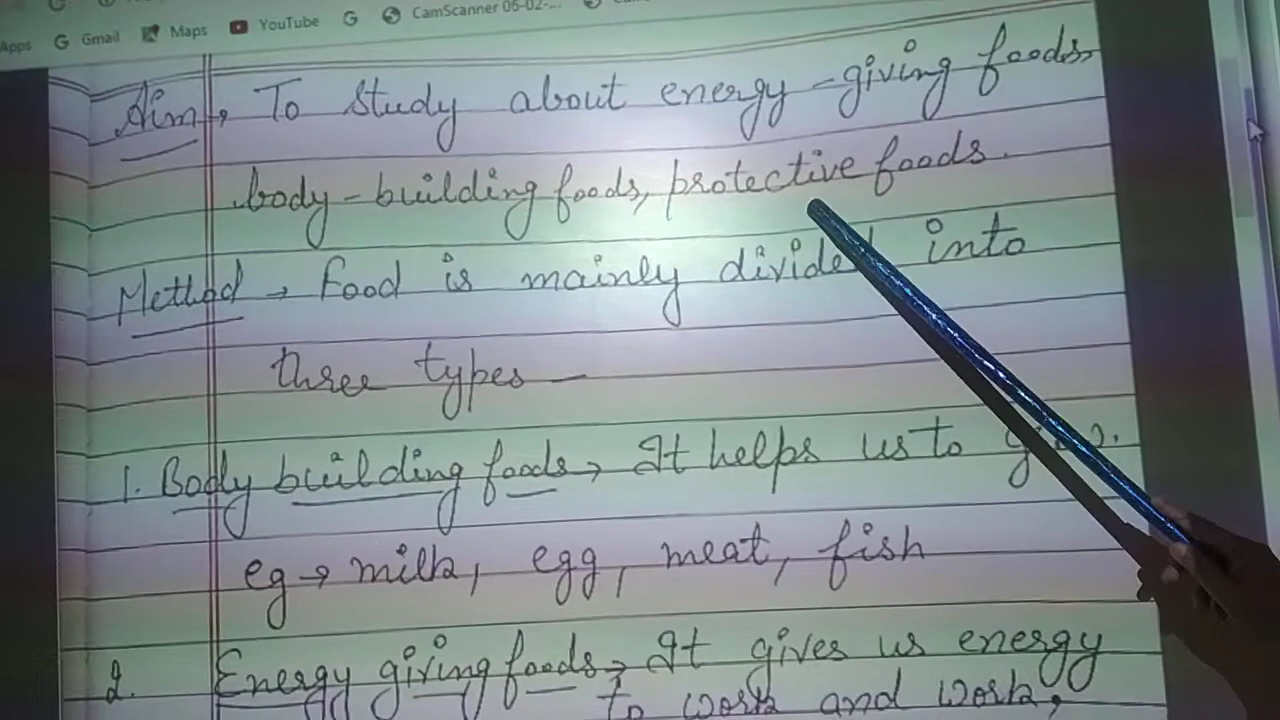 Apps G Gmail Maps YouTube G CamScanner 06-02-...
Aim → To study about energy-giving foods,
body-building foods, protective foods.
Method → Food is mainly divided into
three types —
1. Body building foods → It helps us to
eg → milk, egg, meat, fish
2. Energy giving foods → It gives us energy
to work and work,